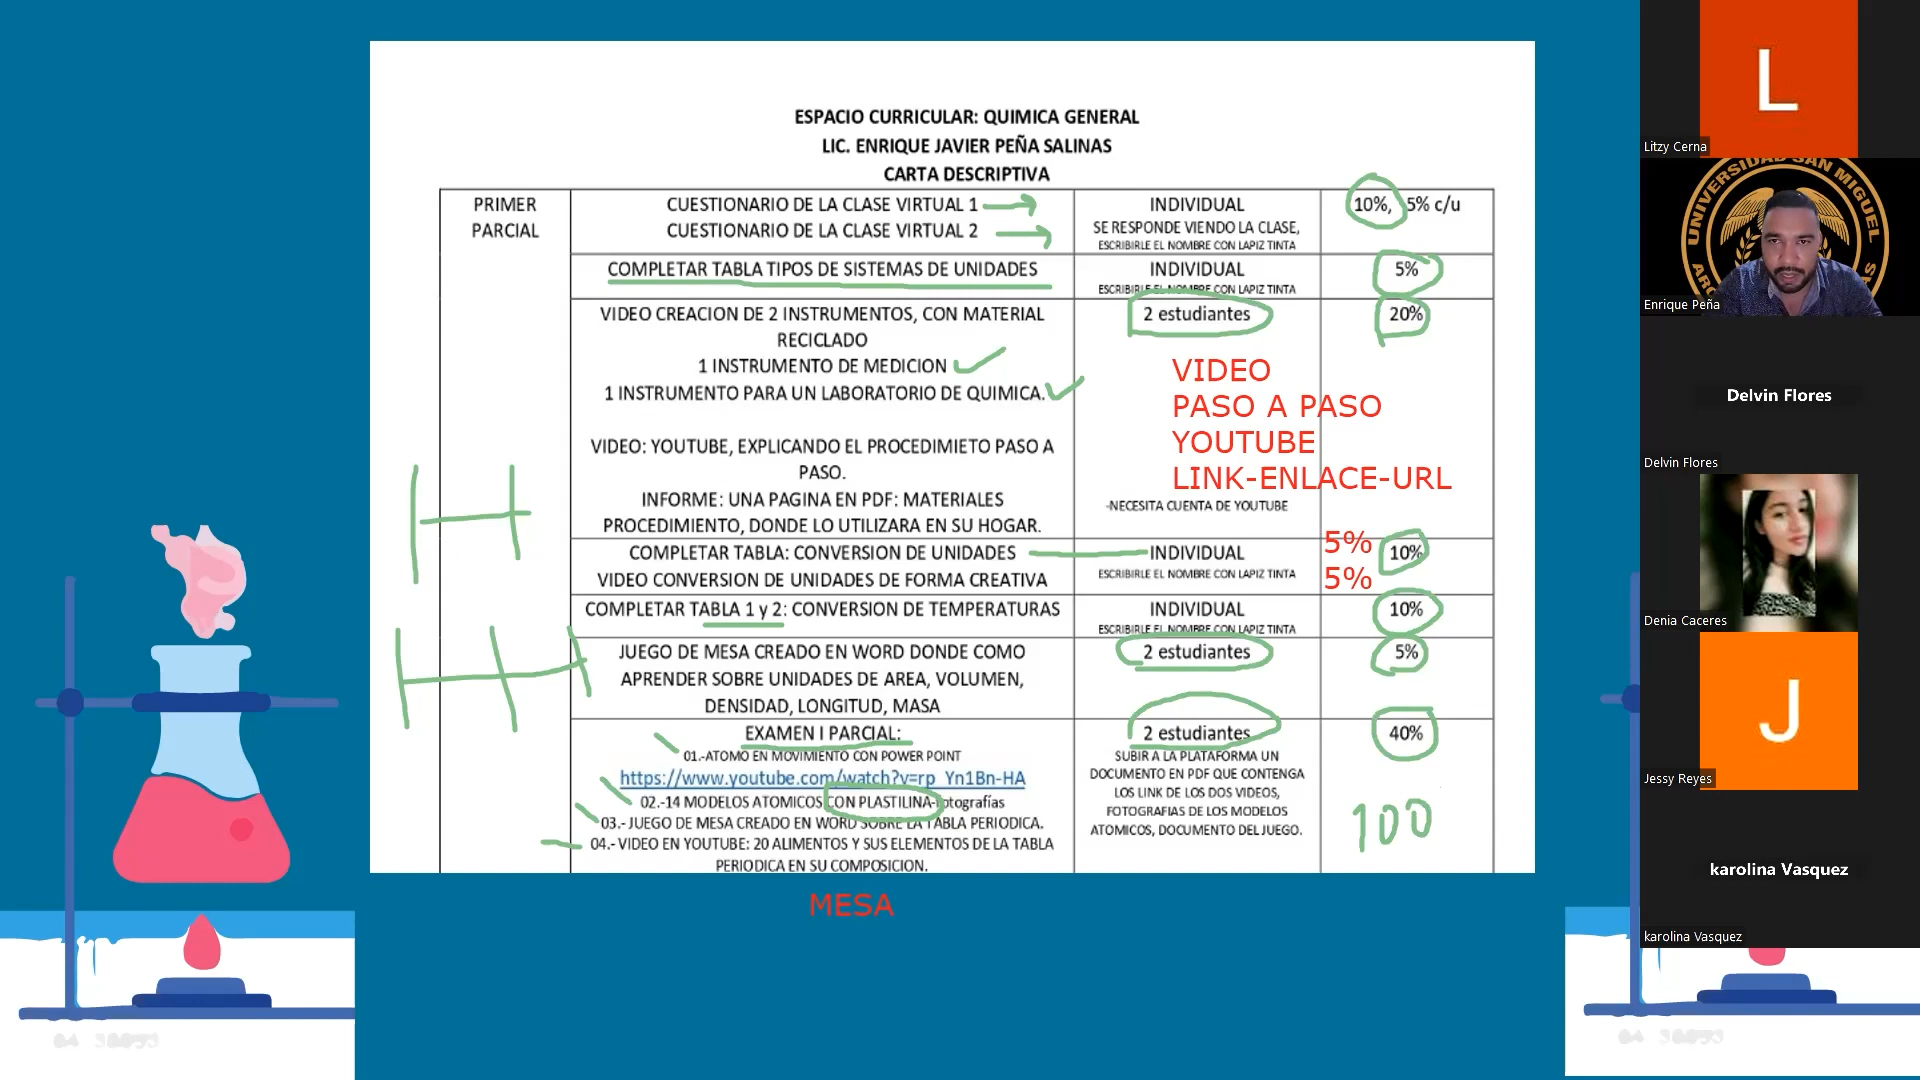 ESPACIO CURRICULAR: QUIMICA GENERAL
LIC. ENRIQUE JAVIER PEÑA SALINAS
CARTA DESCRIPTIVA
PRIMER
PARCIAL
CUESTIONARIO DE LA CLASE VIRTUAL 1
CUESTIONARIO DE LA CLASE VIRTUAL 2
INDIVIDUAL
SE RESPONDE VIENDO LA CLASE,
ESCRIBIRLE EL NOMBRE CON LAPIZ TINTA
10%, 5% c/u
COMPLETAR TABLA TIPOS DE SISTEMAS DE UNIDADES
INDIVIDUAL
ESCRIBIRLE EL NOMBRE CON LAPIZ TINTA
5%
VIDEO CREACION DE 2 INSTRUMENTOS, CON MATERIAL
RECICLADO
1 INSTRUMENTO DE MEDICION
1 INSTRUMENTO PARA UN LABORATORIO DE QUIMICA.
VIDEO: YOUTUBE, EXPLICANDO EL PROCEDIMIETO PASO A
PASO.
INFORME: UNA PAGINA EN PDF: MATERIALES
PROCEDIMIENTO, DONDE LO UTILIZARA EN SU HOGAR.
2 estudiantes
20%
VIDEO
PASO A PASO
YOUTUBE
LINK-ENLACE-URL
-NECESITA CUENTA DE YOUTUBE
COMPLETAR TABLA: CONVERSION DE UNIDADES
VIDEO CONVERSION DE UNIDADES DE FORMA CREATIVA
INDIVIDUAL
ESCRIBIRLE EL NOMBRE CON LAPIZ TINTA
5%
5%
10%
COMPLETAR TABLA 1 y 2: CONVERSION DE TEMPERATURAS
INDIVIDUAL
ESCRIBIRLE EL NOMBRE CON LAPIZ TINTA
10%
JUEGO DE MESA CREADO EN WORD DONDE COMO
APRENDER SOBRE UNIDADES DE AREA, VOLUMEN,
DENSIDAD, LONGITUD, MASA
2 estudiantes
5%
EXAMEN I PARCIAL:
01.-ATOMO EN MOVIMIENTO CON POWER POINT
https://www.youtube.com/watch?v=rp_Yn1Bn-HA
02.-14 MODELOS ATOMICOS CON PLASTILINA-fotografías
03.- JUEGO DE MESA CREADO EN WORD SOBRE LA TABLA PERIODICA.
04.- VIDEO EN YOUTUBE: 20 ALIMENTOS Y SUS ELEMENTOS DE LA TABLA
PERIODICA EN SU COMPOSICION.
2 estudiantes
SUBIR A LA PLATAFORMA UN
DOCUMENTO EN PDF QUE CONTENGA
LOS LINK DE LOS DOS VIDEOS,
FOTOGRAFIAS DE LOS MODELOS
ATOMICOS, DOCUMENTO DEL JUEGO.
40%
100
MESA
L
Litzy Cerna
UNIVERSIDAD SAN MIGUEL
Enrique Peña
Delvin Flores
Delvin Flores
Denia Caceres
J
Jessy Reyes
karolina Vasquez
karolina Vasquez